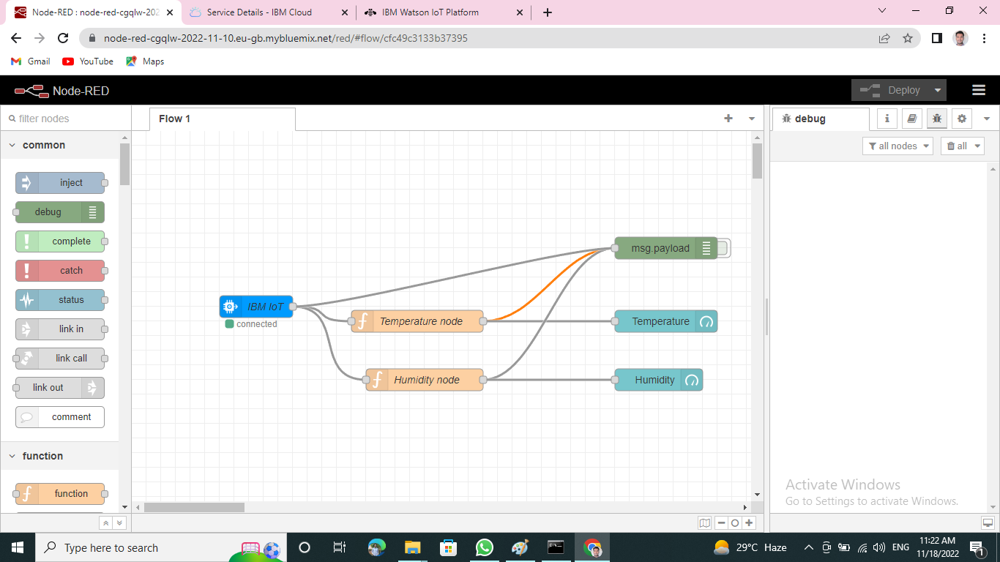 Node-RED : node-red-cgqlw-202
Service Details - IBM Cloud
IBM Watson IoT Platform
node-red-cgqlw-2022-11-10.eu-gb.mybluemix.net/red/#flow/cfc49c3133b37395
Gmail
YouTube
Maps
Node-RED
Deploy
filter nodes
Flow 1
debug
common
all nodes
all
inject
debug
complete
catch
status
link in
link call
link out
comment
function
function
msg.payload
IBM IoT
connected
Temperature node
Temperature
Humidity node
Humidity
Activate Windows
Go to Settings to activate Windows.
Type here to search
29°C Haze
ENG
11:22 AM
11/18/2022
1